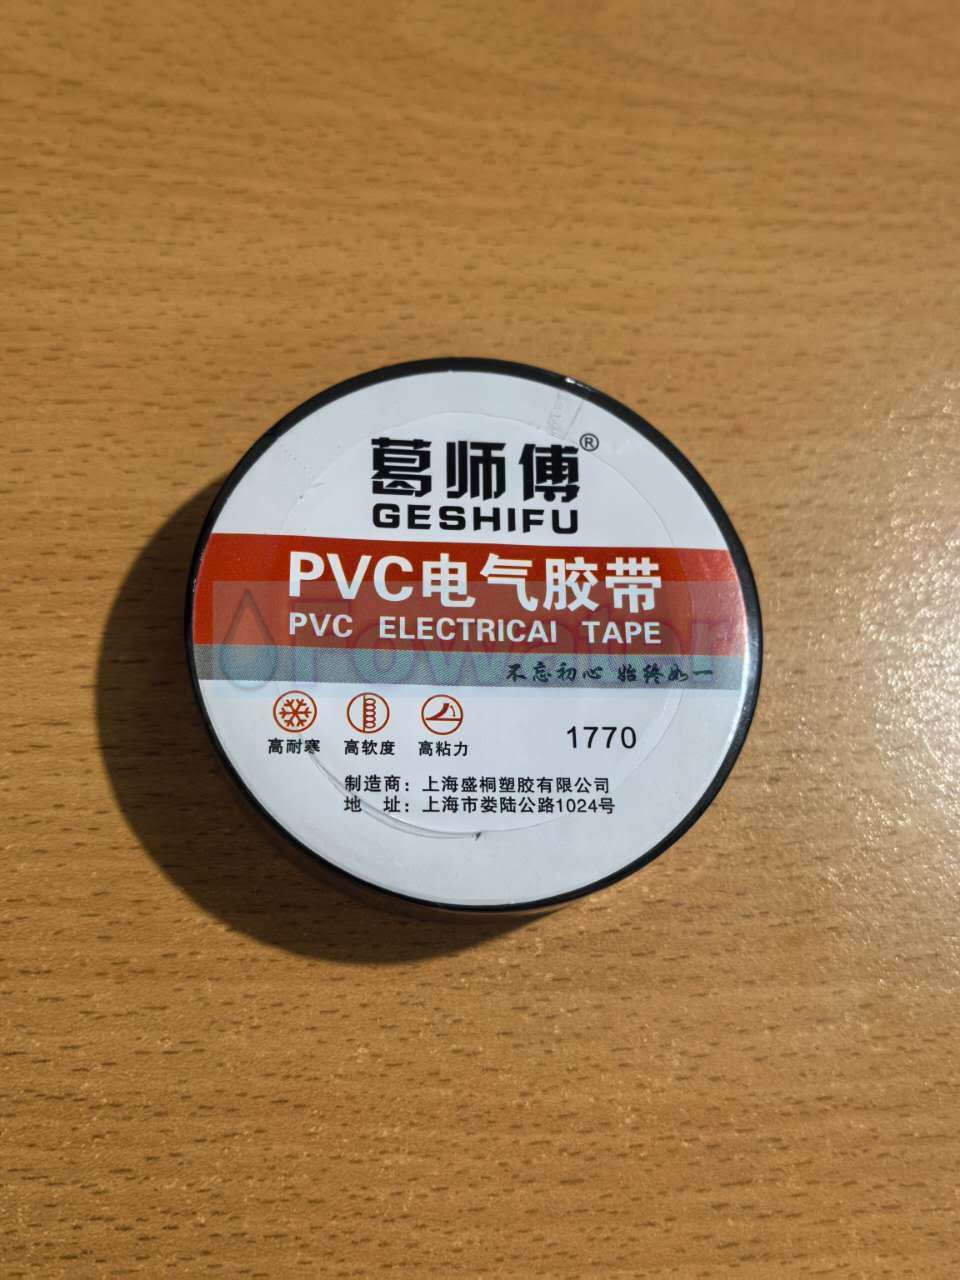 葛师傅®
GESHIFU
PVC电气胶带
PVC ELECTRICAI TAPE
Fowater
不忘初心 始终如一
高耐寒 高软度 高粘力
1770
制造商：上海盛桐塑胶有限公司
地 址：上海市娄陆公路1024号